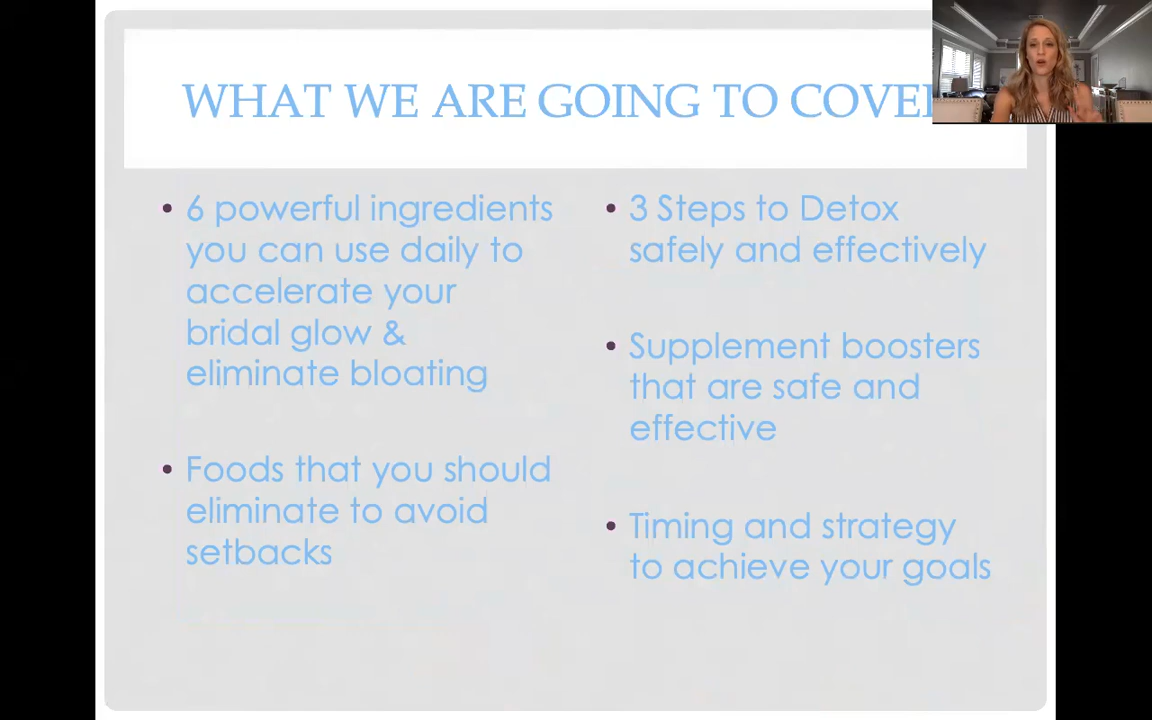 WHAT WE ARE GOING TO COVE
6 powerful ingredients
you can use daily to
accelerate your
bridal glow &
eliminate bloating
Foods that you should
eliminate to avoid
setbacks
3 Steps to Detox
safely and effectively
Supplement boosters
that are safe and
effective
Timing and strategy
to achieve your goals